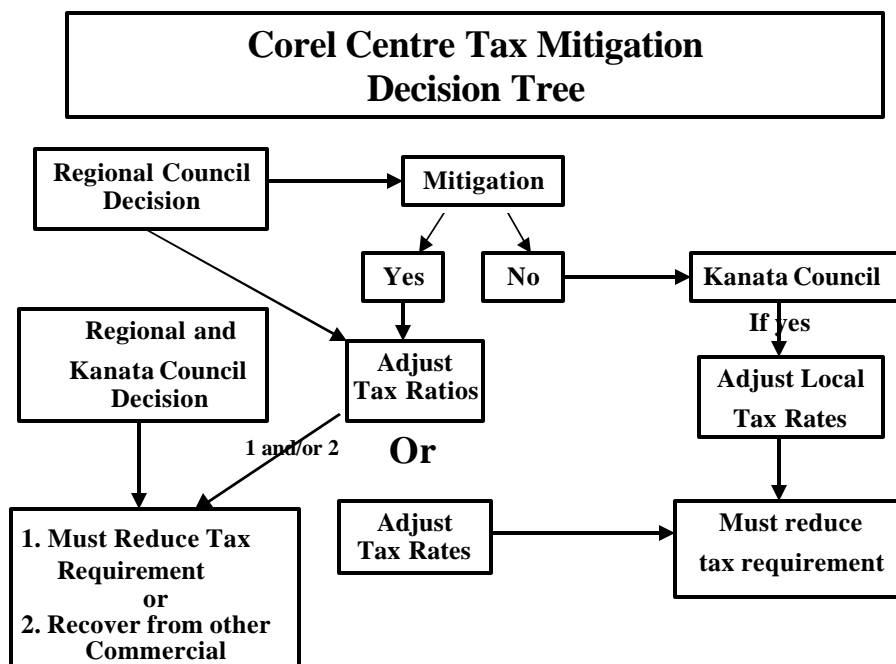 Corel Centre Tax Mitigation
Decision Tree
Regional Council
Decision
Mitigation
Yes
No
Kanata Council
If yes
Regional and
Kanata Council
Decision
Adjust
Tax Ratios
Adjust Local
Tax Rates
1 and/or 2
Or
1. Must Reduce Tax
Requirement
or
2. Recover from other
Commercial
Adjust
Tax Rates
Must reduce
tax requirement